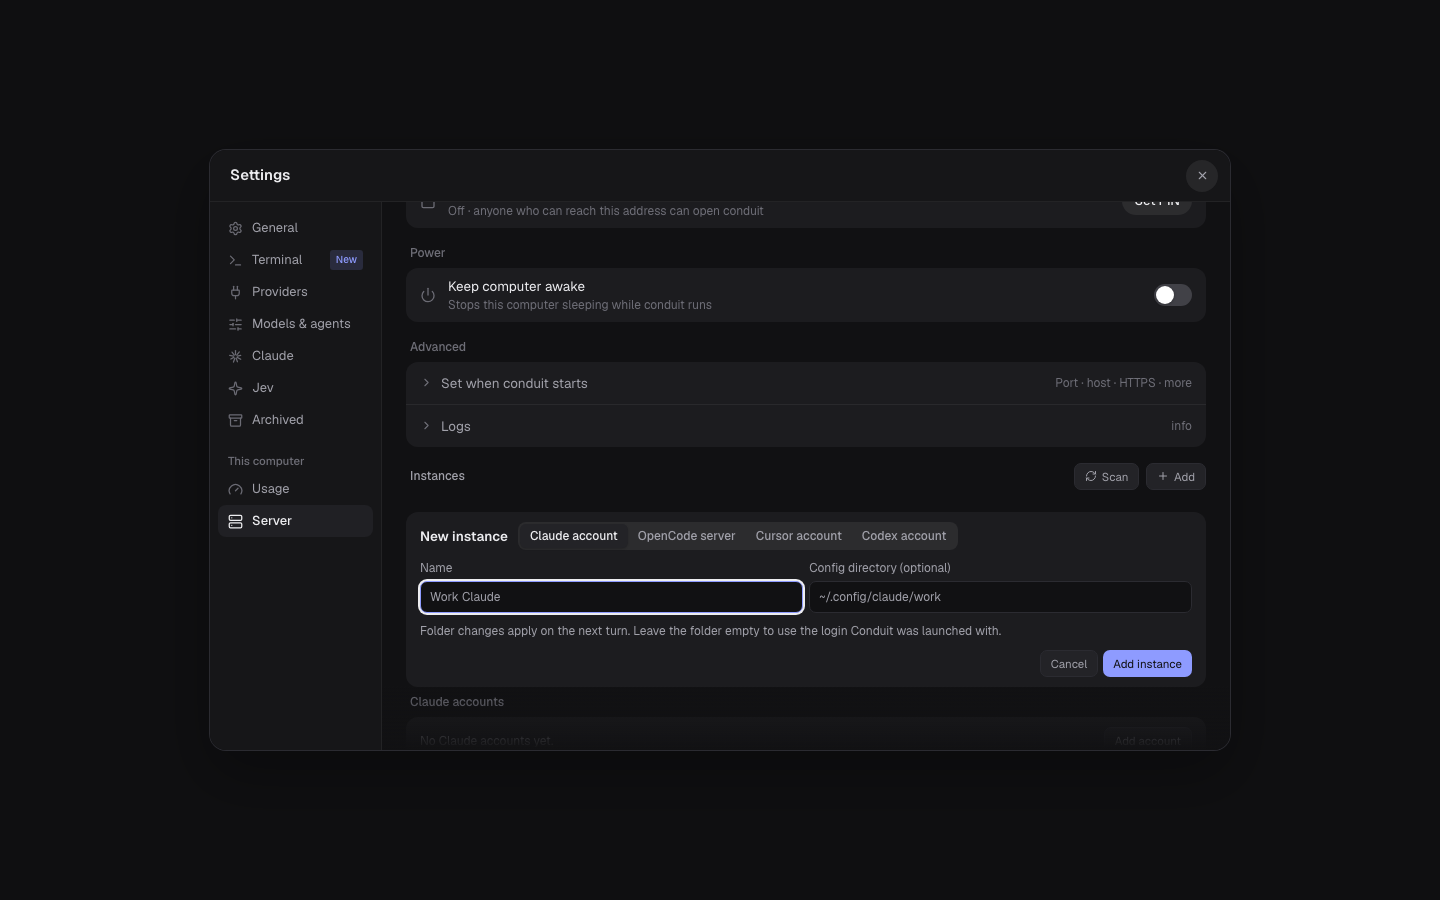 Settings
General
Terminal New
Providers
Models & agents
Claude
Jev
Archived
This computer
Usage
Server
Off · anyone who can reach this address can open conduit
Set PIN
Power
Keep computer awake
Stops this computer sleeping while conduit runs
Advanced
Set when conduit starts
Port · host · HTTPS · more
Logs
info
Instances
Scan
Add
New instance
Claude account
OpenCode server
Cursor account
Codex account
Name
Config directory (optional)
Work Claude
~/.config/claude/work
Folder changes apply on the next turn. Leave the folder empty to use the login Conduit was launched with.
Cancel
Add instance
Claude accounts
No Claude accounts yet
Add account